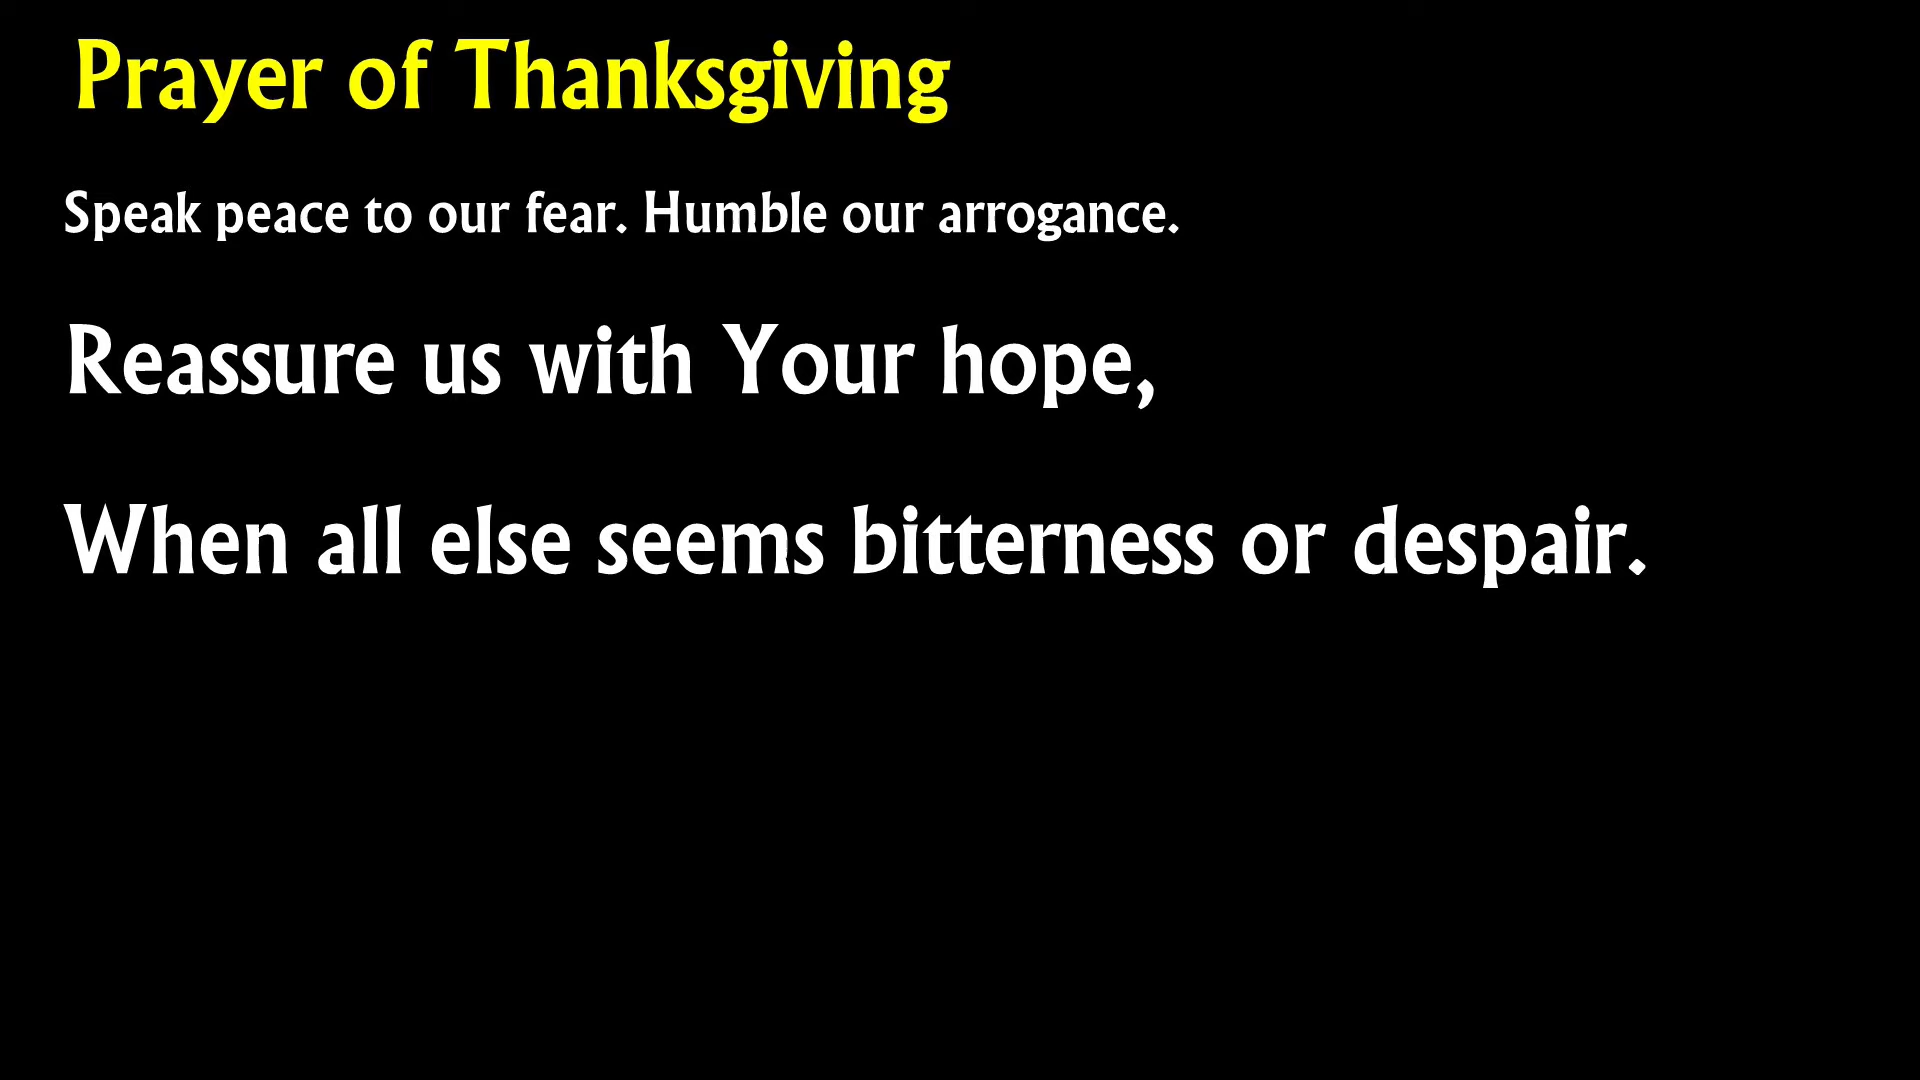 Prayer of Thanksgiving
Speak peace to our fear. Humble our arrogance.
Reassure us with Your hope,
When all else seems bitterness or despair.